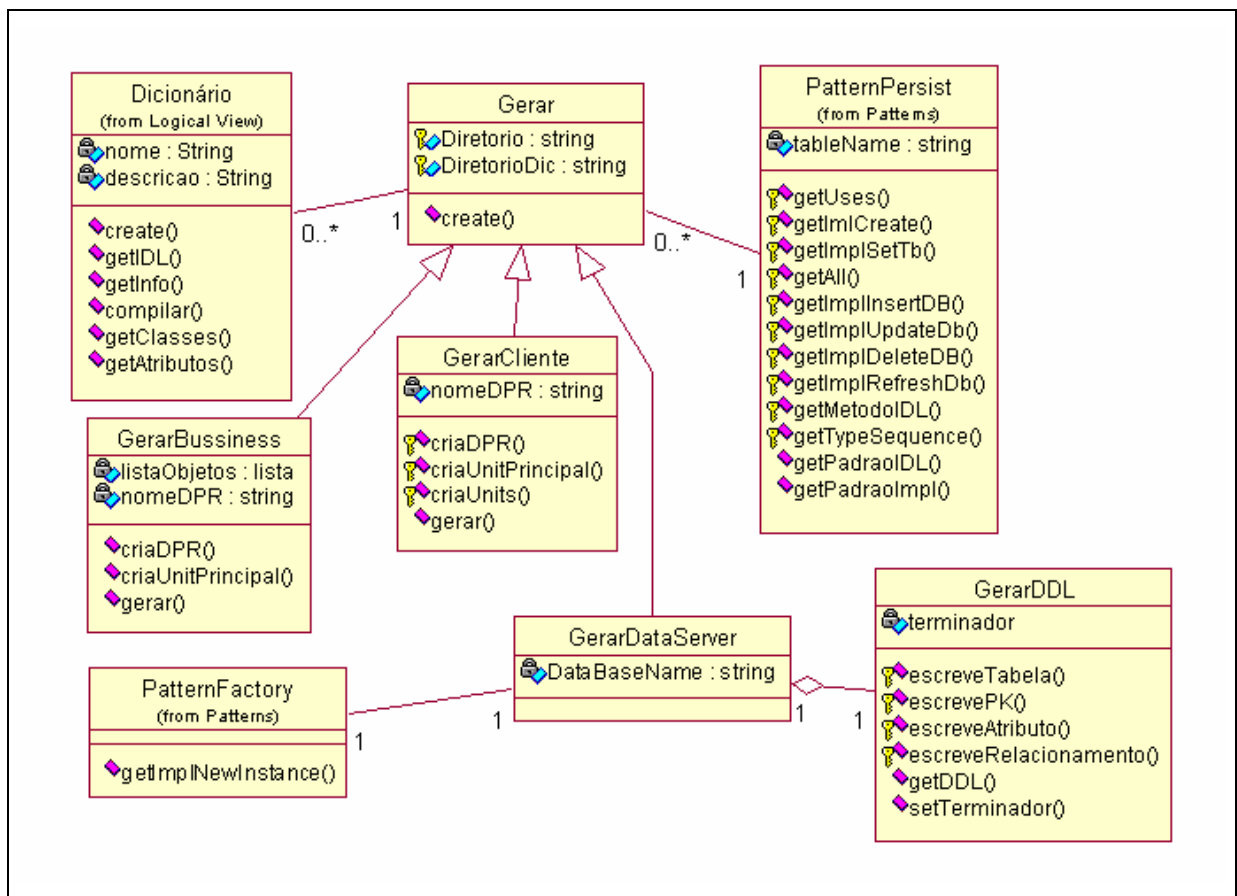 Dicionário
(from Logical View)
nome : String
descricao : String
create()
getIDL()
getInfo()
compilar()
getClasses()
getAtributos()
0..*
1
Gerar
Diretorio : string
DiretorioDic : string
create()
0..*
1
PatternPersist
(from Patterns)
tableName : string
getUses()
getImlCreate()
getImplSetTb()
getAll()
getImplInsertDB()
getImplUpdateDb()
getImplDeleteDB()
getImplRefreshDb()
getMetodoIDL()
getTypeSequence()
getPadraoIDL()
getPadraoImpl()
GerarBussiness
listaObjetos : lista
nomeDPR : string
criaDPR()
criaUnitPrincipal()
gerar()
GerarCliente
nomeDPR : string
criaDPR()
criaUnitPrincipal()
criaUnits()
gerar()
PatternFactory
(from Patterns)
getImplNewInstance()
1
1
GerarDataServer
DataBaseName : string
1
1
GerarDDL
terminador
escreveTabela()
escrevePK()
escreveAtributo()
escreveRelacionamento()
getDDL()
setTerminador()